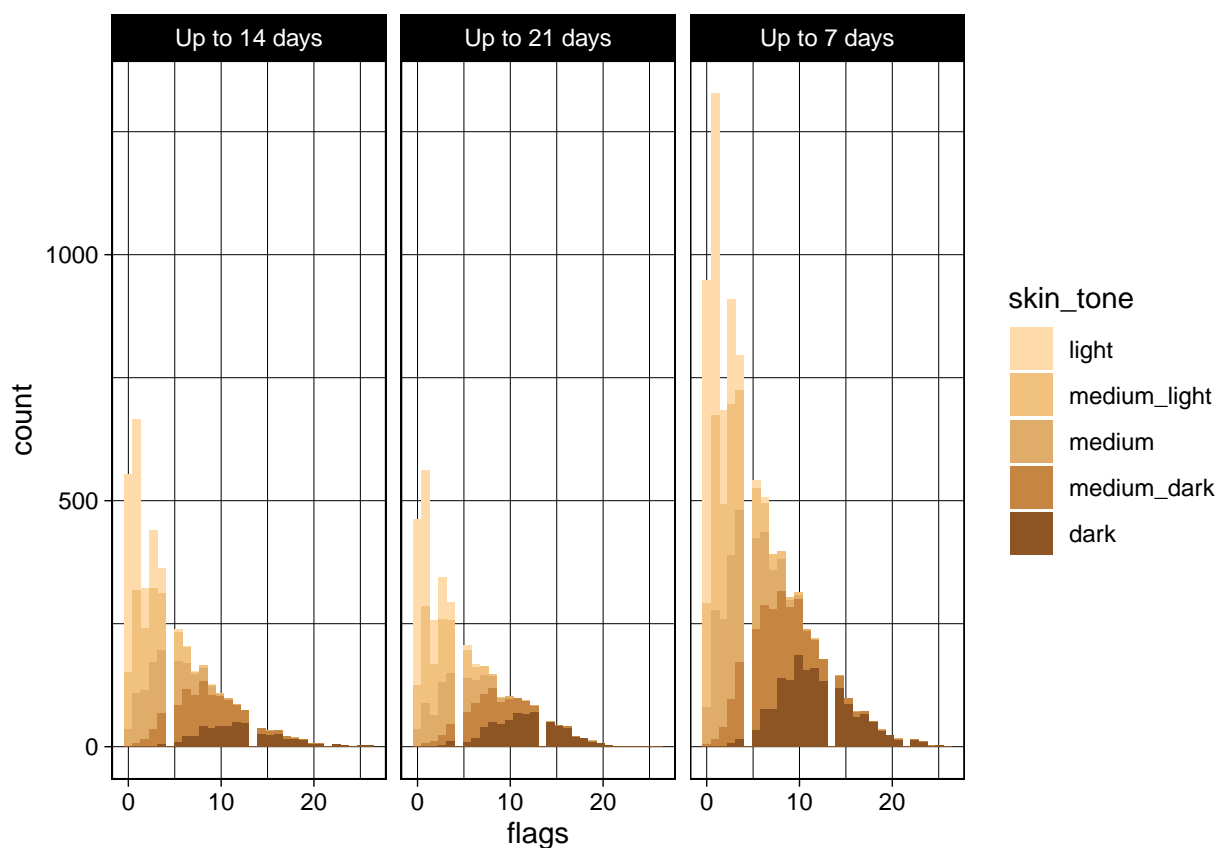 Up to 14 days
Up to 21 days
Up to 7 days
1000
500
0
count
0
10
20
0
10
20
0
10
20
flags
skin_tone
light
medium_light
medium
medium_dark
dark